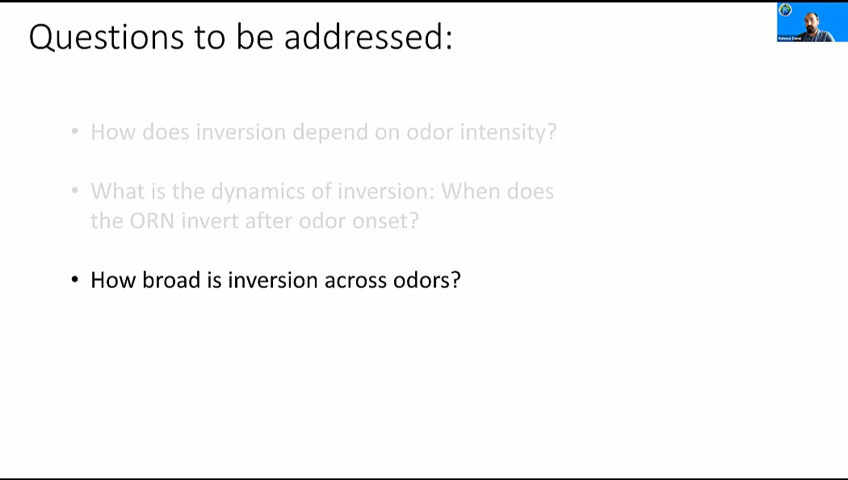 Questions to be addressed:
• How does inversion depend on odor intensity?
• What is the dynamics of inversion: When does
the ORN invert after odor onset?
• How broad is inversion across odors?